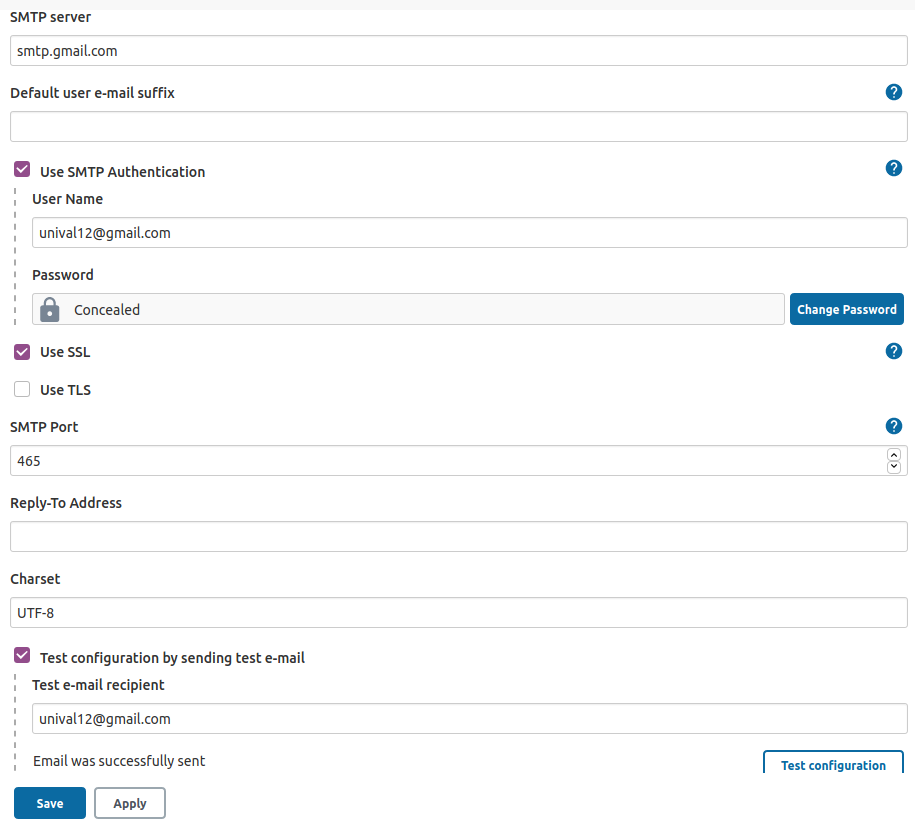 SMTP server
smtp.gmail.com
Default user e-mail suffix
?
Use SMTP Authentication
?
User Name
unival12@gmail.com
Password
Concealed
Change Password
Use SSL
?
Use TLS
SMTP Port
?
465
Reply-To Address
Charset
UTF-8
Test configuration by sending test e-mail
Test e-mail recipient
unival12@gmail.com
Email was successfully sent
Test configuration
Save
Apply